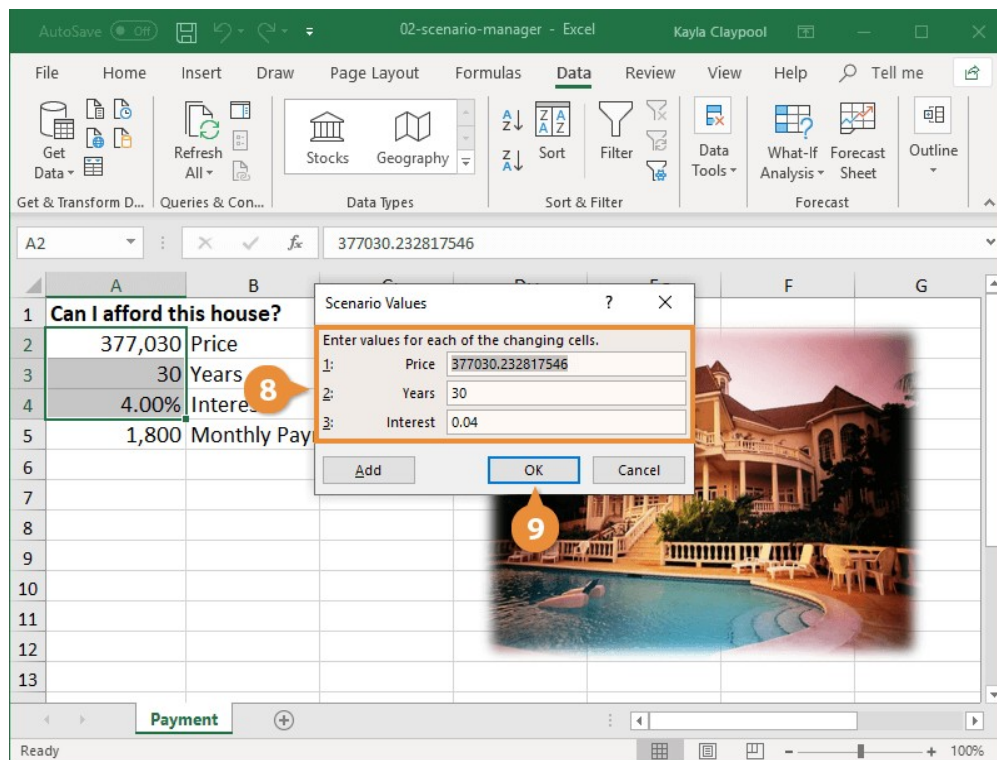 AutoSave Off 02-scenario-manager - Excel Kayla Claypool
File Home Insert Draw Page Layout Formulas Data Review View Help Tell me
Get Data Refresh All Stocks Geography Sort Filter Data Tools What-If Analysis Forecast Sheet Outline
Get & Transform D... Queries & Con... Data Types Sort & Filter Forecast
A2 fx 377030.232817546
A B F G
1 Can I afford this house?
2 377,030 Price
3 30 Years
4 4.00%
5 1,800 Monthly Pay
6
7
8
9
10
11
12
13
Scenario Values ? ×
Enter values for each of the changing cells.
1: Price 377030.232817546
2: Years 30
3: Interest 0.04
Add OK Cancel
8
9
Payment
Ready 100%